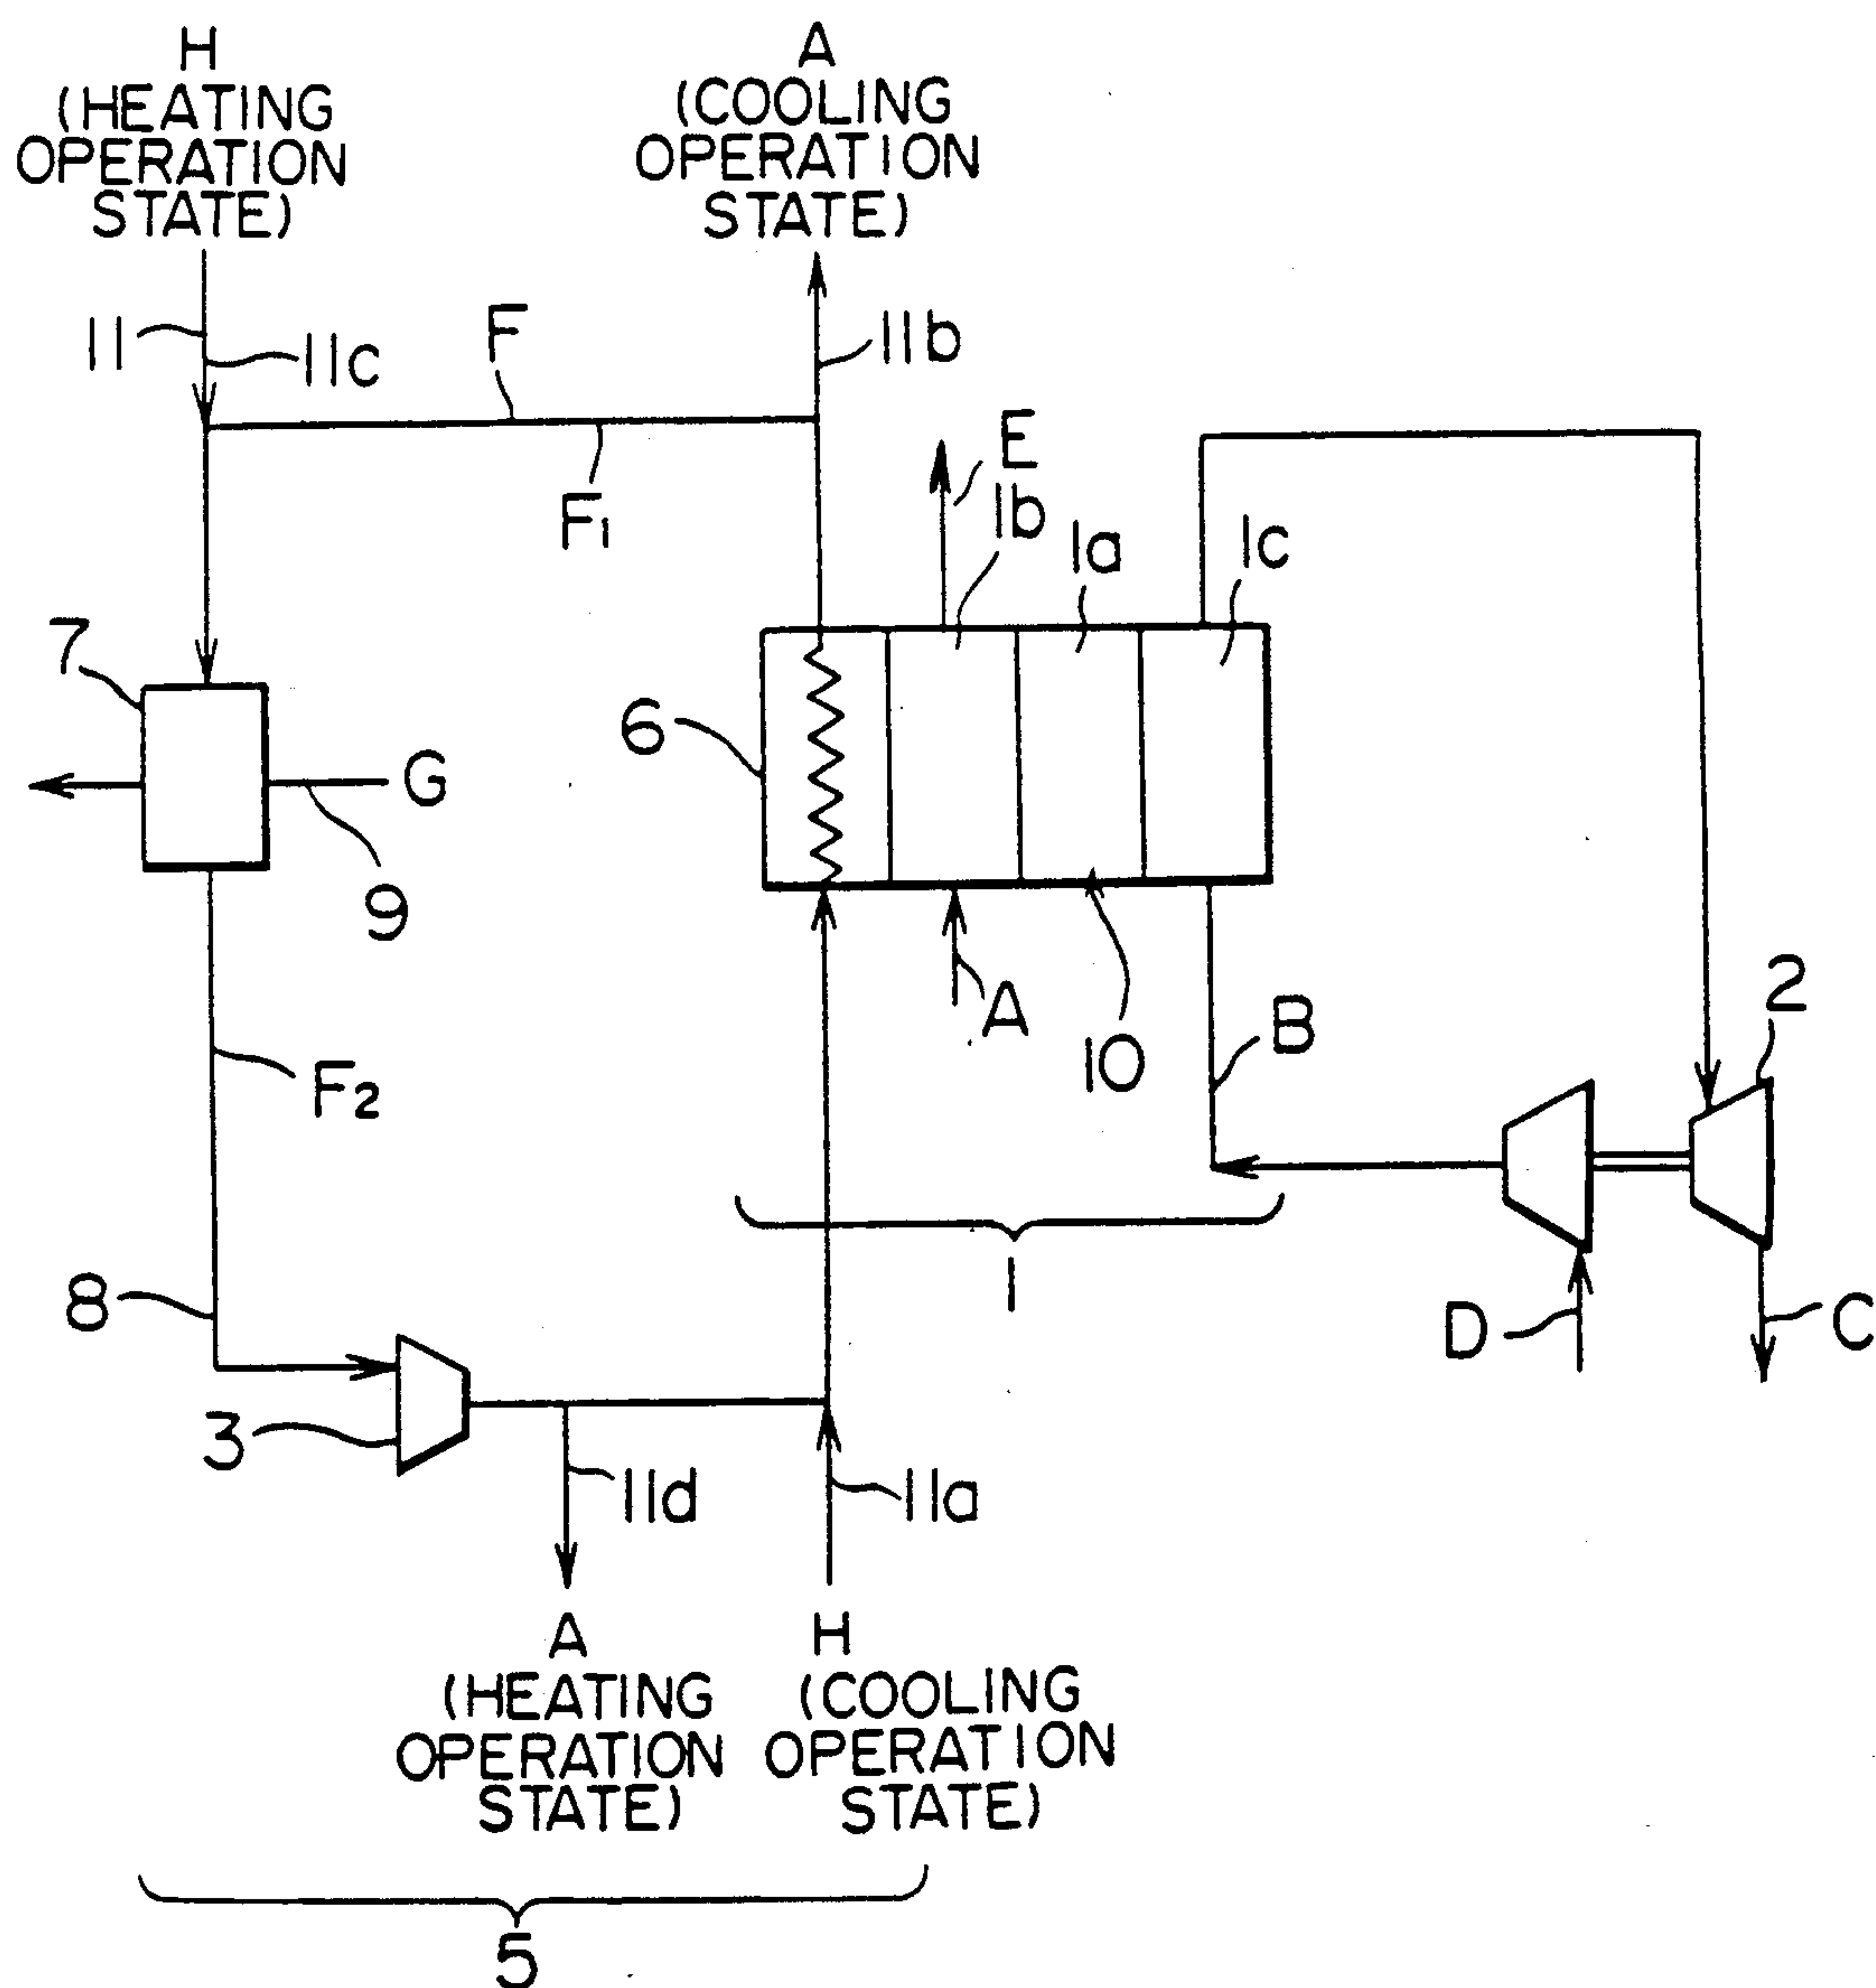 H
(HEATING
OPERATION
STATE)
A
(COOLING
OPERATION
STATE)
11
11c
F
11b
E
F1
1b
1a
1c
7
6
G
9
A
10
B
2
F2
1
8
D
C
3
11d
11a
A
(HEATING
OPERATION
STATE)
H
(COOLING
OPERATION
STATE)
5